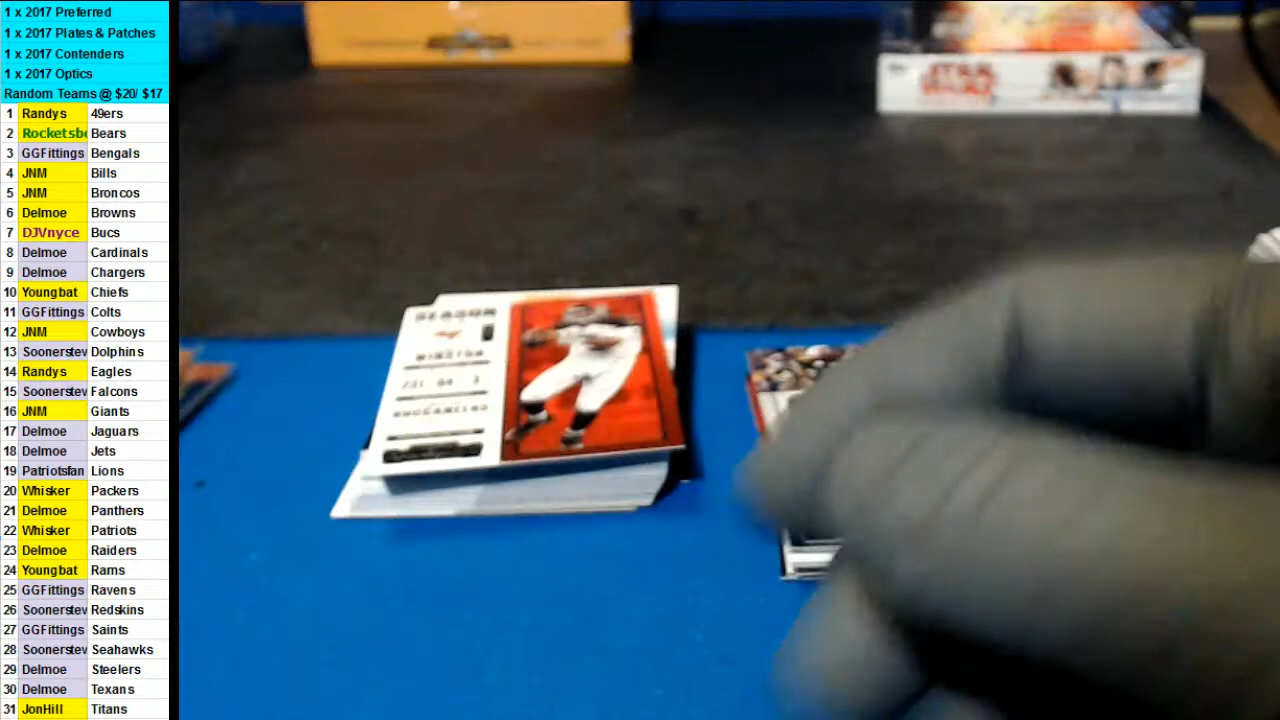 1 x 2017 Preferred
1 x 2017 Plates & Patches
1 x 2017 Contenders
1 x 2017 Optics
Random Teams @ $20/ $17
1 Randys 49ers
2 Rocketsbo Bears
3 GGFittings Bengals
4 JNM Bills
5 JNM Broncos
6 Delmoe Browns
7 DJVnyce Bucs
8 Delmoe Cardinals
9 Delmoe Chargers
10 Youngbat Chiefs
11 GGFittings Colts
12 JNM Cowboys
13 Soonerstev Dolphins
14 Randys Eagles
15 Soonerstev Falcons
16 JNM Giants
17 Delmoe Jaguars
18 Delmoe Jets
19 Patriotsfan Lions
20 Whisker Packers
21 Delmoe Panthers
22 Whisker Patriots
23 Delmoe Raiders
24 Youngbat Rams
25 GGFittings Ravens
26 Soonerstev Redskins
27 GGFittings Saints
28 Soonerstev Seahawks
29 Delmoe Steelers
30 Delmoe Texans
31 JonHill Titans
STAR WARS
SEASON
WINSTON
BUCCANEERS